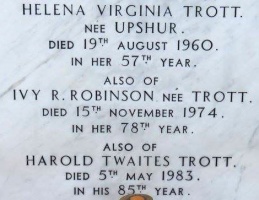 HELENA VIRGINIA TROTT.
NEE UPSHUR.
DIED 19TH AUGUST 1960.
IN HER 57TH YEAR.
ALSO OF
IVY R. ROBINSON NÉE TROTT.
DIED 15TH NOVEMBER 1974.
IN HER 78TH YEAR.
ALSO OF
HAROLD TWAITES TROTT.
DIED 5TH MAY 1983.
IN HIS 85TH YEAR.